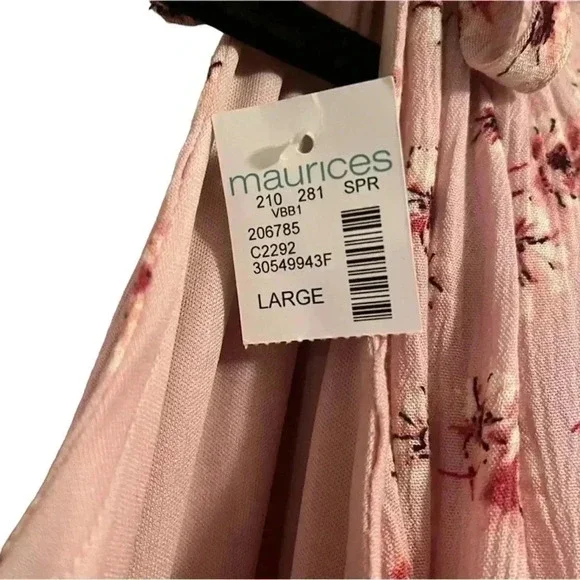 maurices
210 281 SPR
VBB1
206785
C2292
30549943F
LARGE